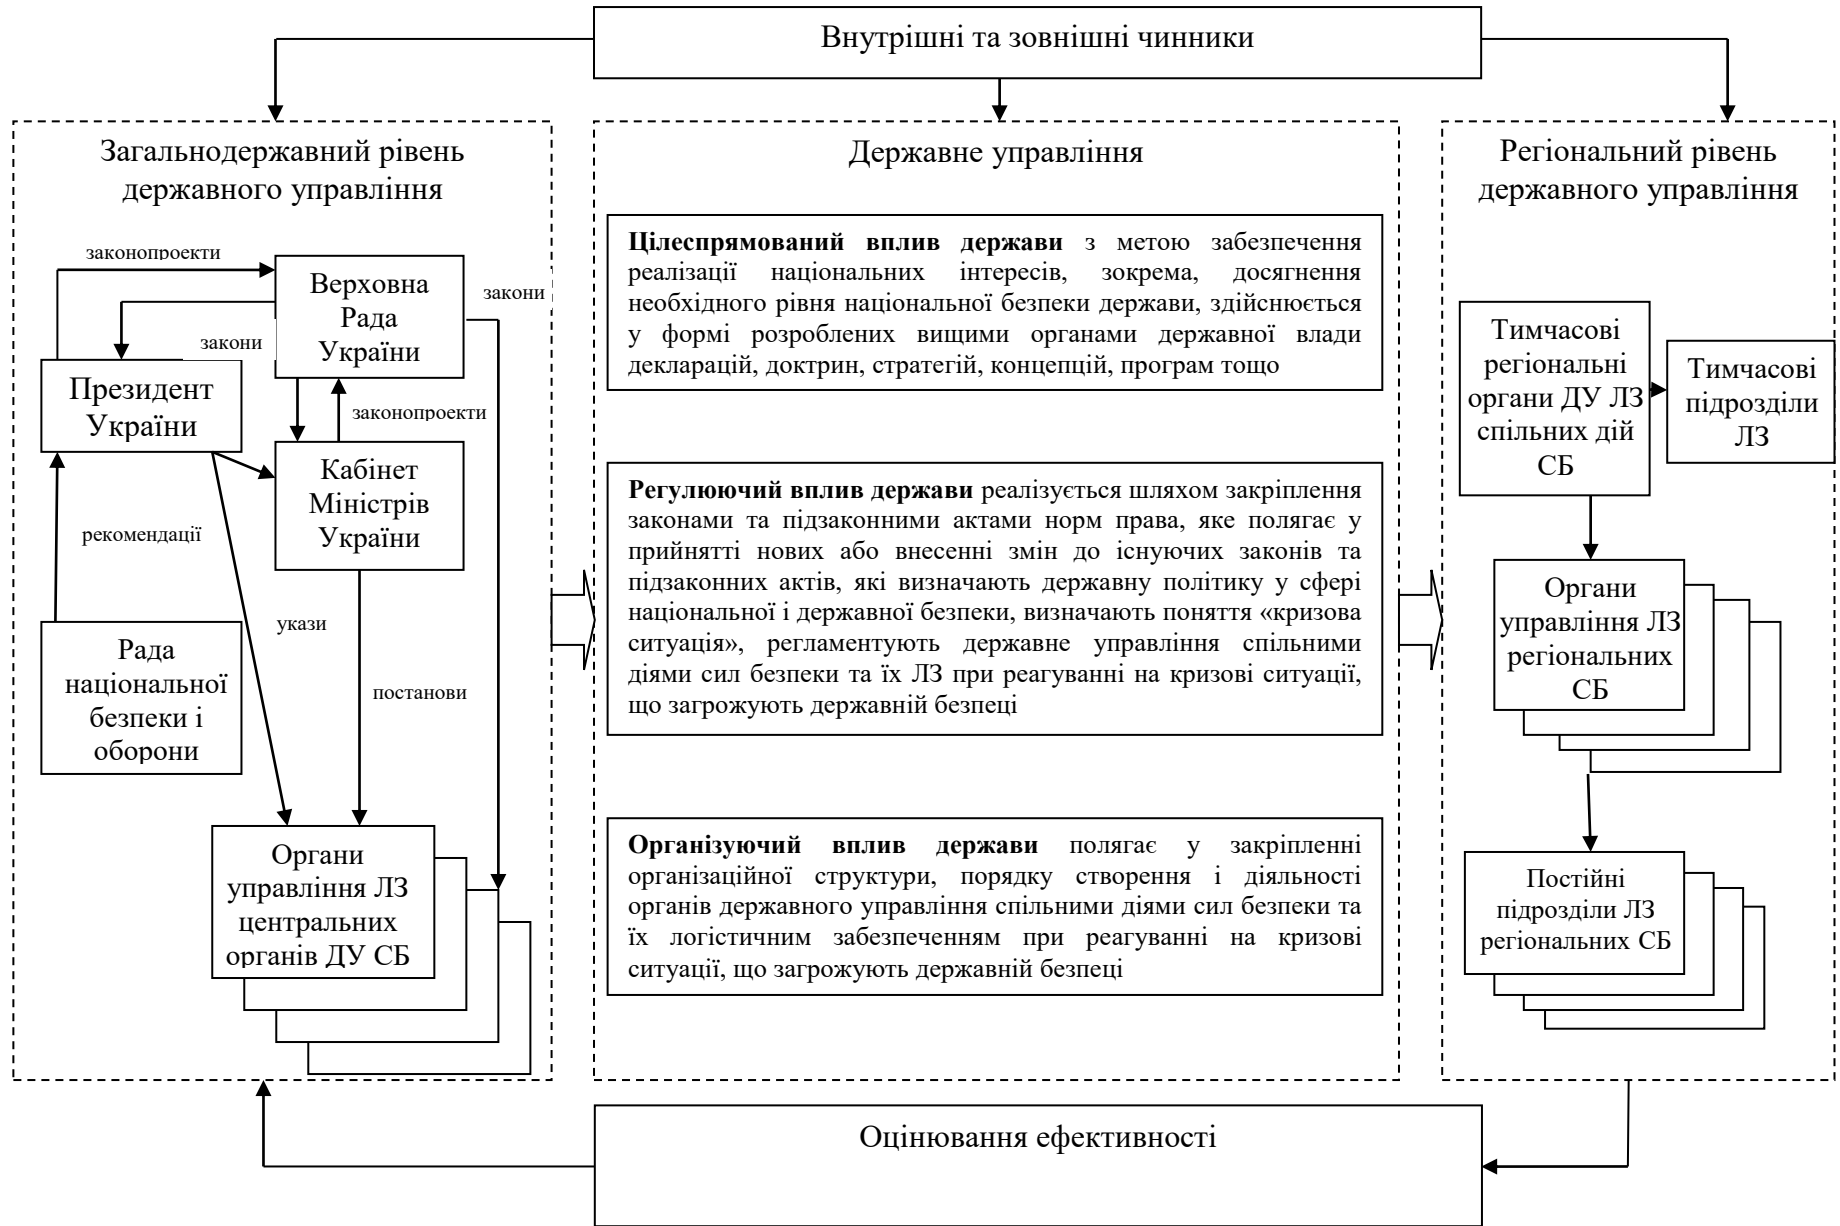 Внутрішні та зовнішні чинники
Загальнодержавний рівень
державного управління
законопроекти
Верховна
Рада
України
закони
закони
Президент
України
законопроекти
Кабінет
Міністрів
України
рекомендації
укази
Рада
національної
безпеки і
оборони
постанови
Органи
управління ЛЗ
центральних
органів ДУ СБ
Державне управління
Цілеспрямований вплив держави з метою забезпечення
реалізації національних інтересів, зокрема, досягнення
необхідного рівня національної безпеки держави, здійснюється
у формі розроблених вищими органами державної влади
декларацій, доктрин, стратегій, концепцій, програм тощо
Регулюючий вплив держави реалізується шляхом закріплення
законами та підзаконними актами норм права, яке полягає у
прийнятті нових або внесенні змін до існуючих законів та
підзаконних актів, які визначають державну політику у сфері
національної і державної безпеки, визначають поняття «кризова
ситуація», регламентують державне управління спільними
діями сил безпеки та їх ЛЗ при реагуванні на кризові ситуації,
що загрожують державній безпеці
Організуючий вплив держави полягає у закріпленні
організаційної структури, порядку створення і діяльності
органів державного управління спільними діями сил безпеки та
їх логістичним забезпеченням при реагуванні на кризові
ситуації, що загрожують державній безпеці
Регіональний рівень
державного управління
Тимчасові
регіональні
органи ДУ ЛЗ
спільних дій
СБ
Тимчасові
підрозділи
ЛЗ
Органи
управління ЛЗ
регіональних
СБ
Постійні
підрозділи ЛЗ
регіональних СБ
Оцінювання ефективності